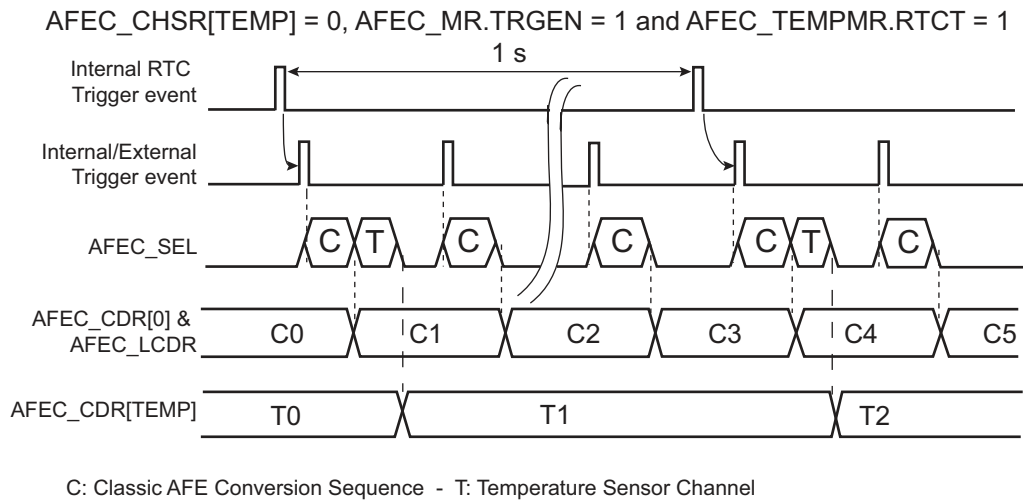 AFEC_CHSR[TEMP] = 0, AFEC_MR.TRGEN = 1 and AFEC_TEMPMR.RTCT = 1
1 s
Internal RTC
Trigger event
Internal/External
Trigger event
AFEC_SEL
C T C C C T C
AFEC_CDR[0] &
AFEC_LCDR
C0 C1 C2 C3 C4 C5
AFEC_CDR[TEMP]
T0 T1 T2
C: Classic AFE Conversion Sequence - T: Temperature Sensor Channel